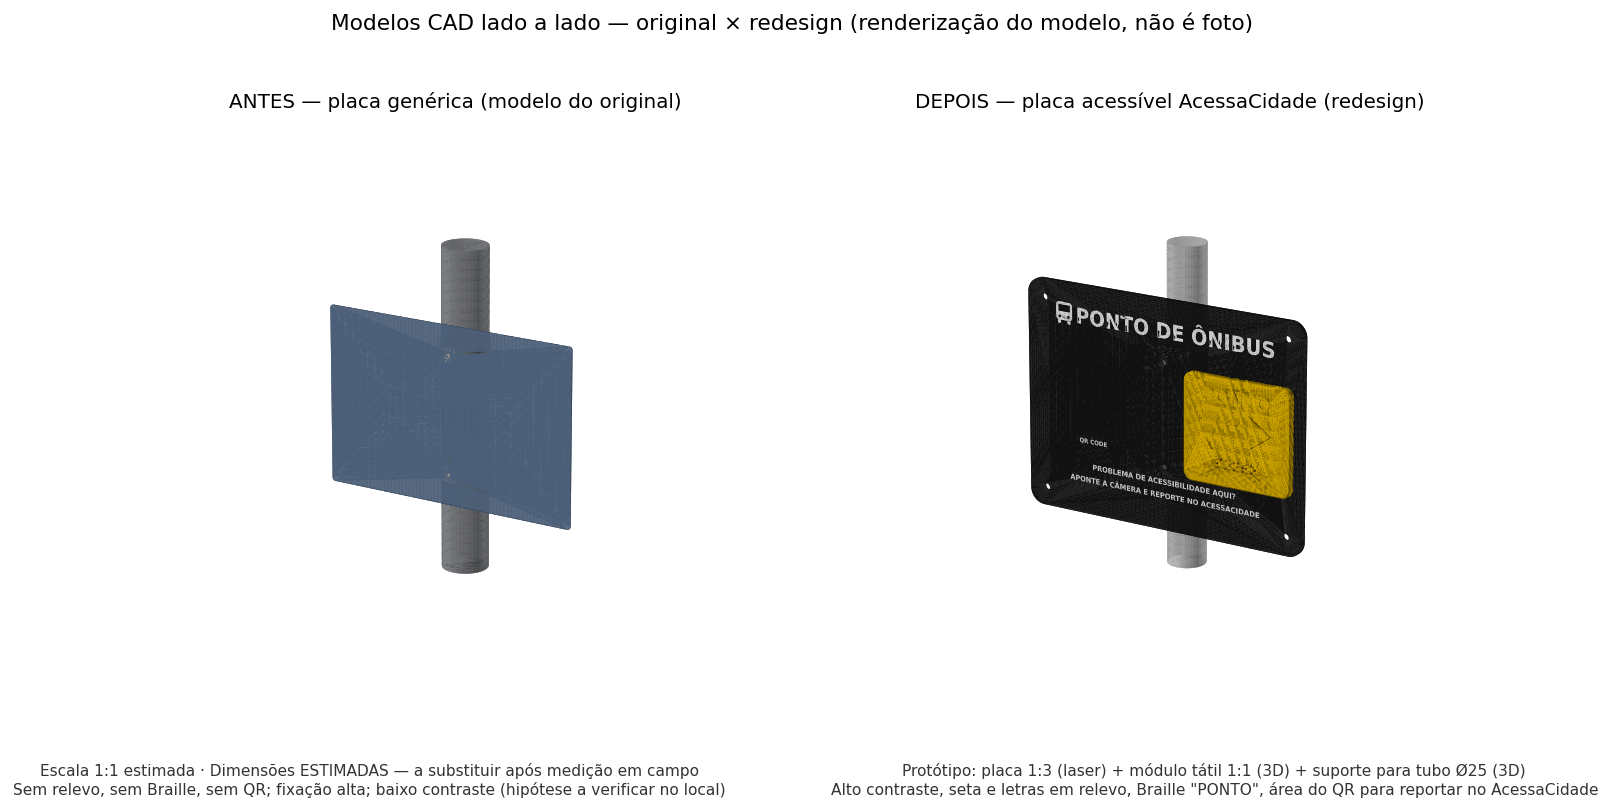 Modelos CAD lado a lado — original × redesign (renderização do modelo, não é foto)
ANTES — placa genérica (modelo do original)
DEPOIS — placa acessível AcessaCidade (redesign)
PONTO DE ÔNIBUS
QR CODE
PROBLEMA DE ACESSIBILIDADE AQUI?
APONTE A CÂMERA E REPORTE NO ACESSACIDADE
Escala 1:1 estimada · Dimensões ESTIMADAS — a substituir após medição em campo
Sem relevo, sem Braille, sem QR; fixação alta; baixo contraste (hipótese a verificar no local)
Protótipo: placa 1:3 (laser) + módulo tátil 1:1 (3D) + suporte para tubo Ø25 (3D)
Alto contraste, seta e letras em relevo, Braille "PONTO", área do QR para reportar no AcessaCidade